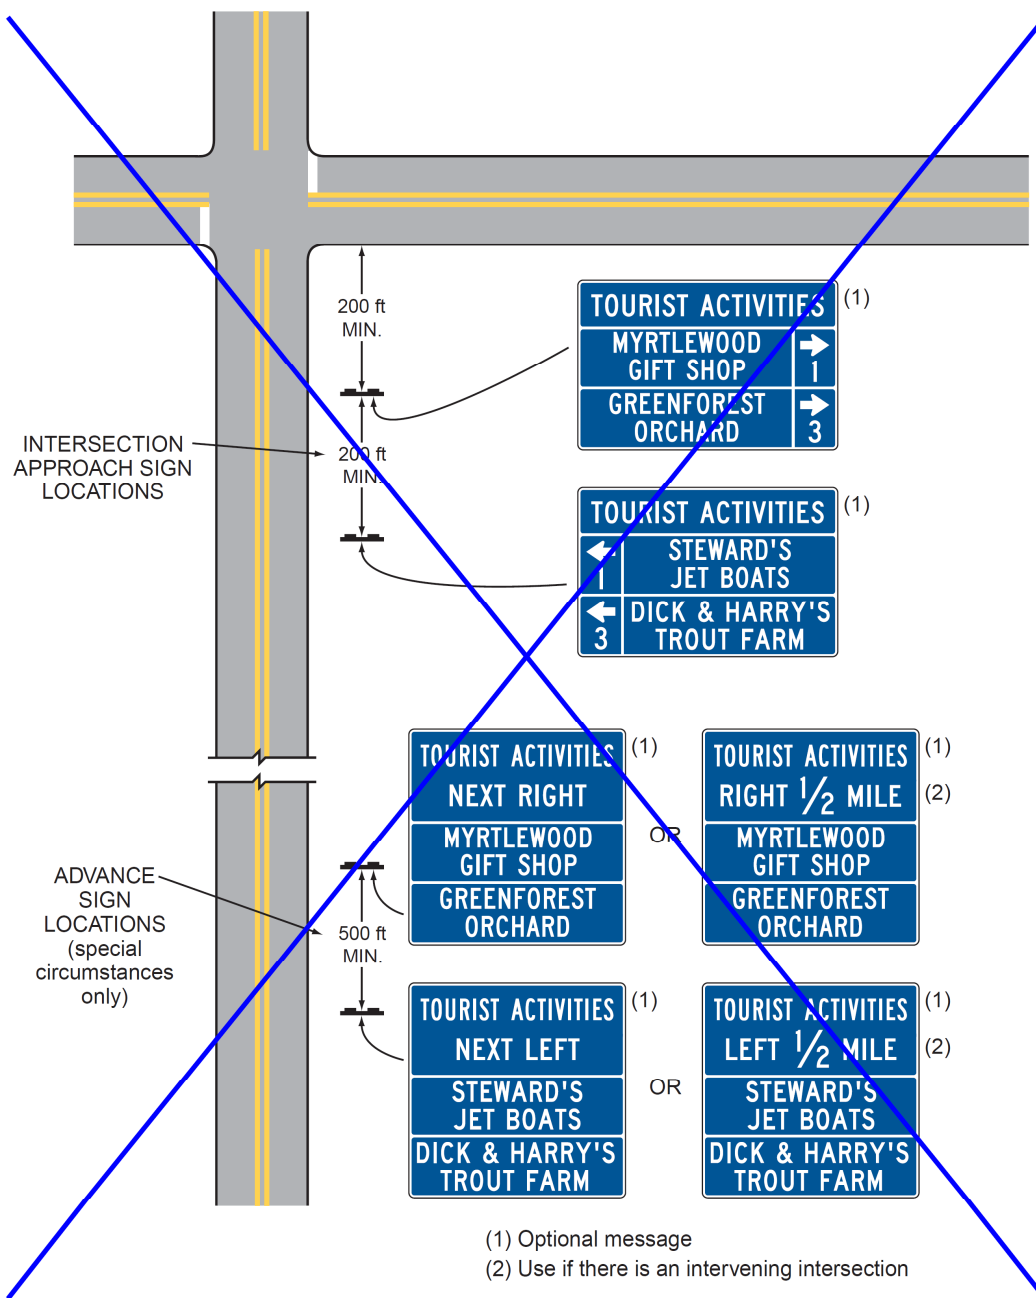 200 ft
MIN.
TOURIST ACTIVITIES
(1)
MYRTLEWOOD
GIFT SHOP
1
GREENFOREST
ORCHARD
3
INTERSECTION
APPROACH SIGN
LOCATIONS
200 ft
MIN.
TOURIST ACTIVITIES
(1)
STEWARD'S
JET BOATS
1
DICK & HARRY'S
TROUT FARM
3
TOURIST ACTIVITIES
(1)
NEXT RIGHT
MYRTLEWOOD
GIFT SHOP
GREENFOREST
ORCHARD
OR
TOURIST ACTIVITIES
(1)
RIGHT 1/2 MILE
(2)
MYRTLEWOOD
GIFT SHOP
GREENFOREST
ORCHARD
ADVANCE
SIGN
LOCATIONS
(special
circumstances
only)
500 ft
MIN.
TOURIST ACTIVITIES
(1)
NEXT LEFT
STEWARD'S
JET BOATS
DICK & HARRY'S
TROUT FARM
OR
TOURIST ACTIVITIES
(1)
LEFT 1/2 MILE
(2)
STEWARD'S
JET BOATS
DICK & HARRY'S
TROUT FARM
(1) Optional message
(2) Use if there is an intervening intersection